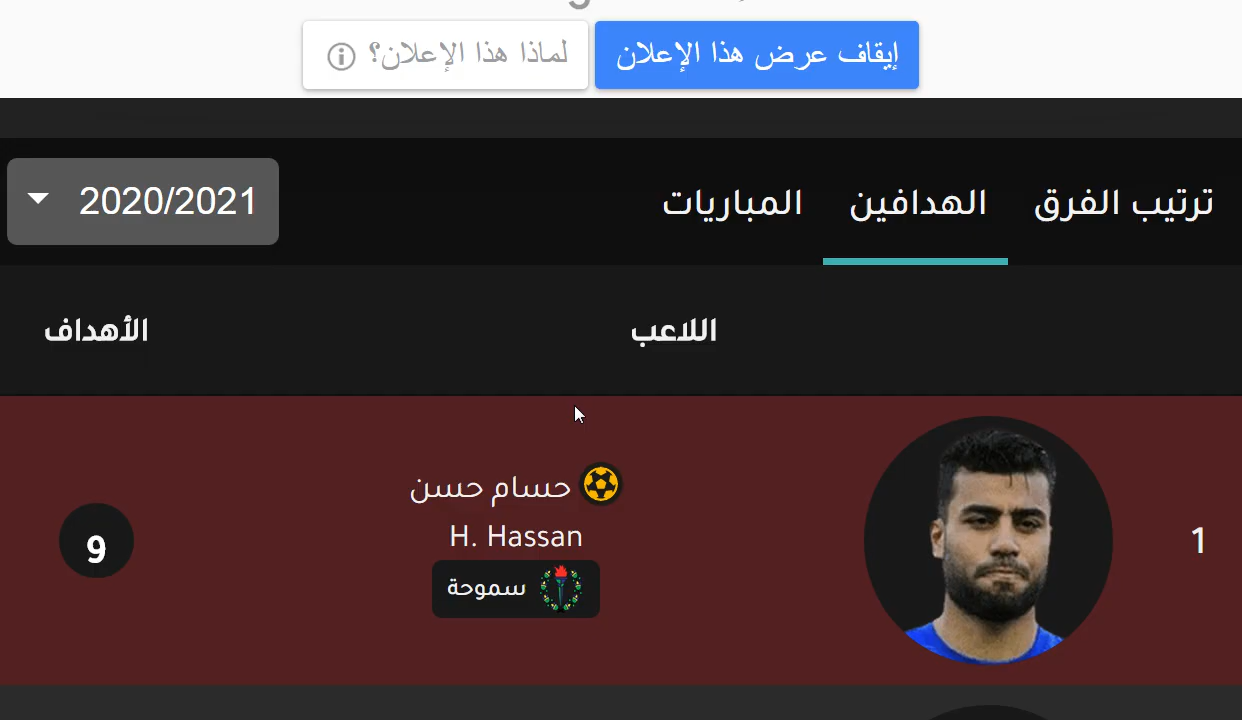 إيقاف عرض هذا الإعلان
لماذا هذا الإعلان؟
ترتيب الفرق
الهدافين
المباريات
2020/2021
اللاعب
الأهداف
1
حسام حسن
H. Hassan
سموحة
9